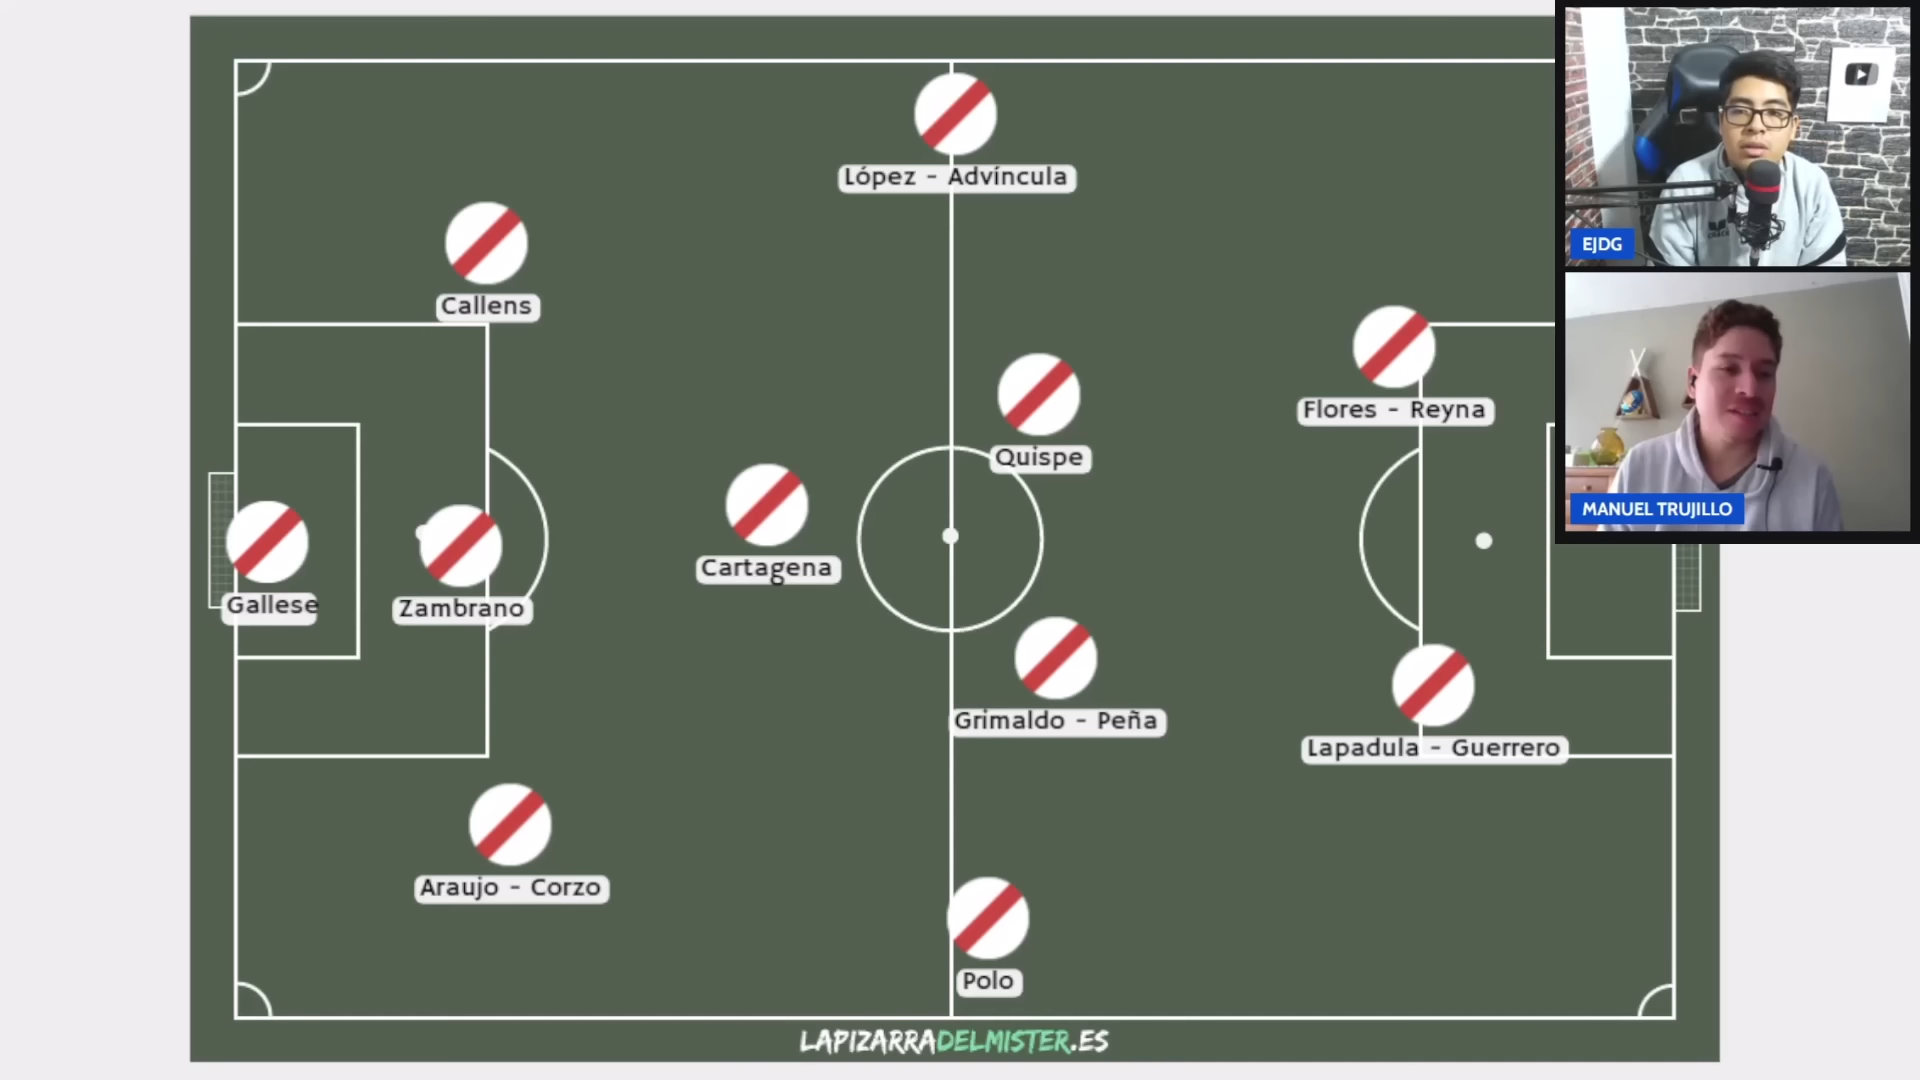 López - Advíncula
EJDG
Callens
Flores - Reyna
Quispe
MANUEL TRUJILLO
Cartagena
Gallese
Zambrano
Grimaldo - Peña
Lapadula - Guerrero
Araujo - Corzo
Polo
LAPIZARRADELMISTER.ES